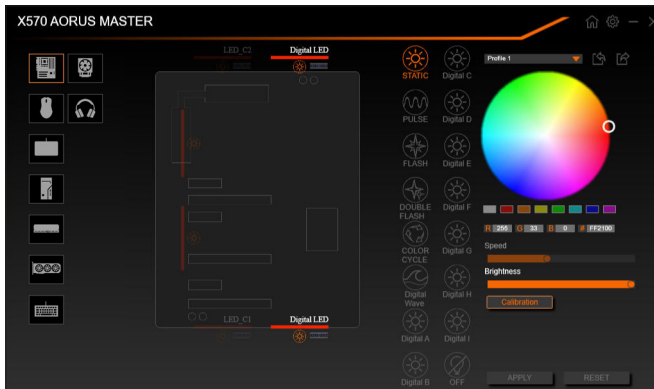 X570 AORUS MASTER
LED_C2
Digital LED
STATIC
Digital C
PULSE
Digital D
FLASH
Digital E
DOUBLE
FLASH
Digital F
COLOR
CYCLE
Digital G
Digital
Wave
Digital H
Digital A
Digital I
Digital B
OFF
LED_C1
Digital LED
Profile 1
R 255 G 33 B 0 # FF2100
Speed
Brightness
Calibration
APPLY
RESET